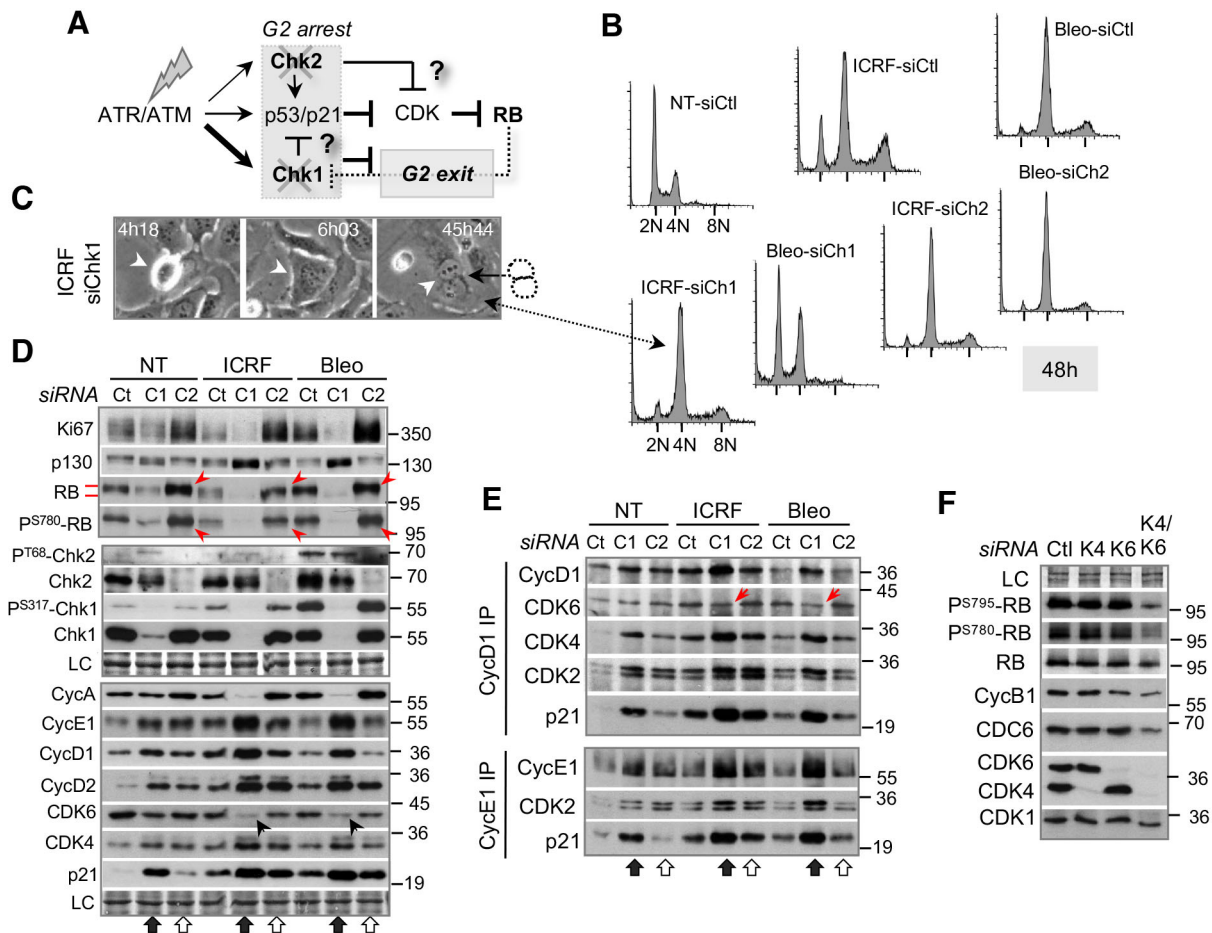 A
G2 arrest
Chk2
?
ATR/ATM
p53/p21
CDK
RB
?
Chk1
G2 exit
B
NT-siCtl
2N 4N 8N
ICRF-siCtl
Bleo-siCtl
Bleo-siCh2
ICRF-siCh2
Bleo-siCh1
ICRF-siCh1
2N 4N 8N
48h
C
ICRF
siChk1
4h18
6h03
45h44
D
NT ICRF Bleo
siRNA Ct C1 C2 Ct C1 C2 Ct C1 C2
Ki67 350
p130 130
RB 95
PS780-RB 95
PT68-Chk2 70
Chk2 70
PS317-Chk1 55
Chk1 55
LC
CycA 55
CycE1 55
CycD1 36
CycD2 36
CDK6 45
CDK4 36
p21 19
LC
E
NT ICRF Bleo
siRNA Ct C1 C2 Ct C1 C2 Ct C1 C2
CycD1 IP
CycD1 36
CDK6 45
CDK4 36
CDK2 36
p21 19
CycE1 IP
CycE1 55
CDK2 36
p21 19
F
siRNA Ctl K4 K6 K4/K6
LC
PS795-RB 95
PS780-RB
RB 95
CycB1 55
CDC6 70
CDK6
CDK4 36
CDK1 36